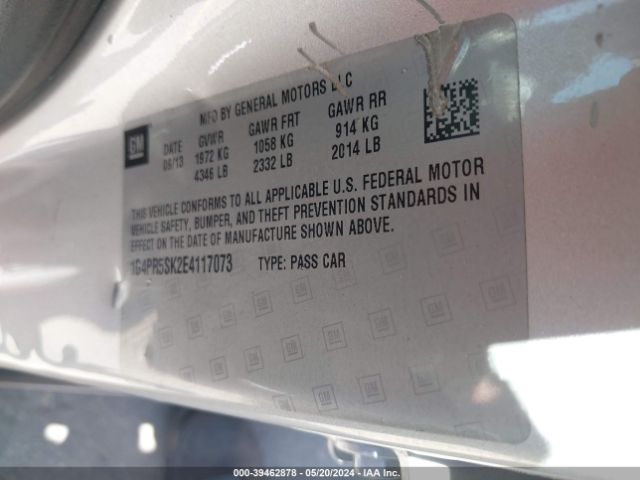 MFD BY GENERAL MOTORS LLC
GM
DATE GVWR GAWR FRT GAWR RR
09/13 1972 KG 1058 KG 914 KG
4346 LB 2332 LB 2014 LB
THIS VEHICLE CONFORMS TO ALL APPLICABLE U.S. FEDERAL MOTOR
VEHICLE SAFETY, BUMPER, AND THEFT PREVENTION STANDARDS IN
EFFECT ON THE DATE OF MANUFACTURE SHOWN ABOVE.
1G4PR5SK2E4117073 TYPE: PASS CAR
000-39462878 - 05/20/2024 - IAA Inc.